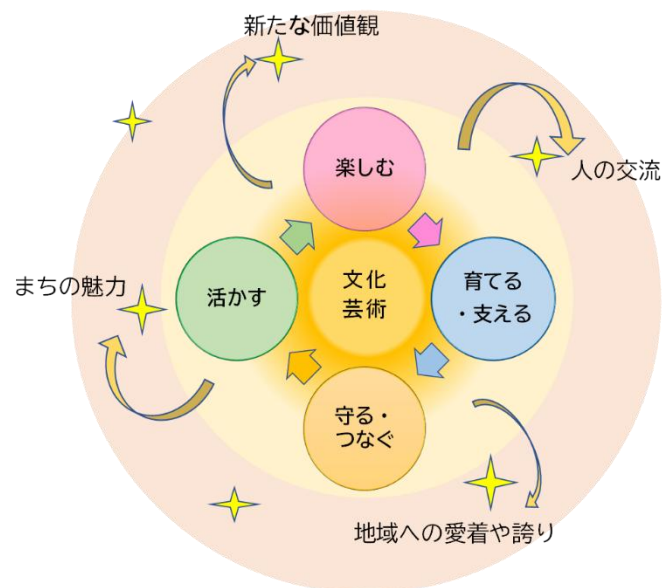 新たな価値観
人の交流
楽しむ
まちの魅力
活かす
文化
芸術
育てる
・支える
守る・
つなぐ
地域への愛着や誇り